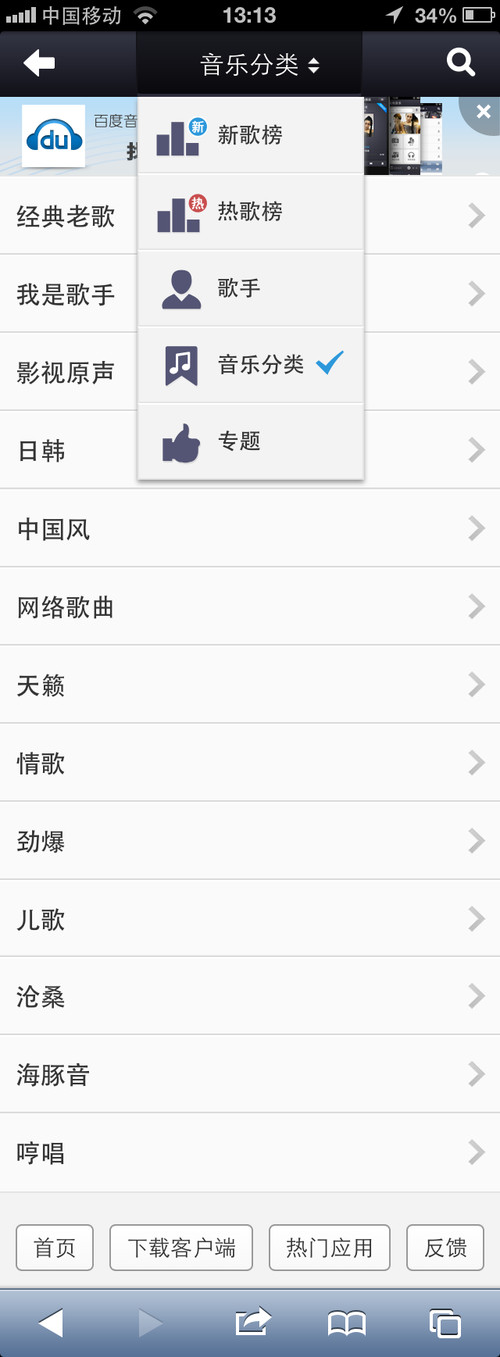 中国移动 13:13 34%
音乐分类
du 百度音
新 新歌榜
热 热歌榜
歌手
音乐分类
专题
经典老歌
我是歌手
影视原声
日韩
中国风
网络歌曲
天籁
情歌
劲爆
儿歌
沧桑
海豚音
哼唱
首页 下载客户端 热门应用 反馈